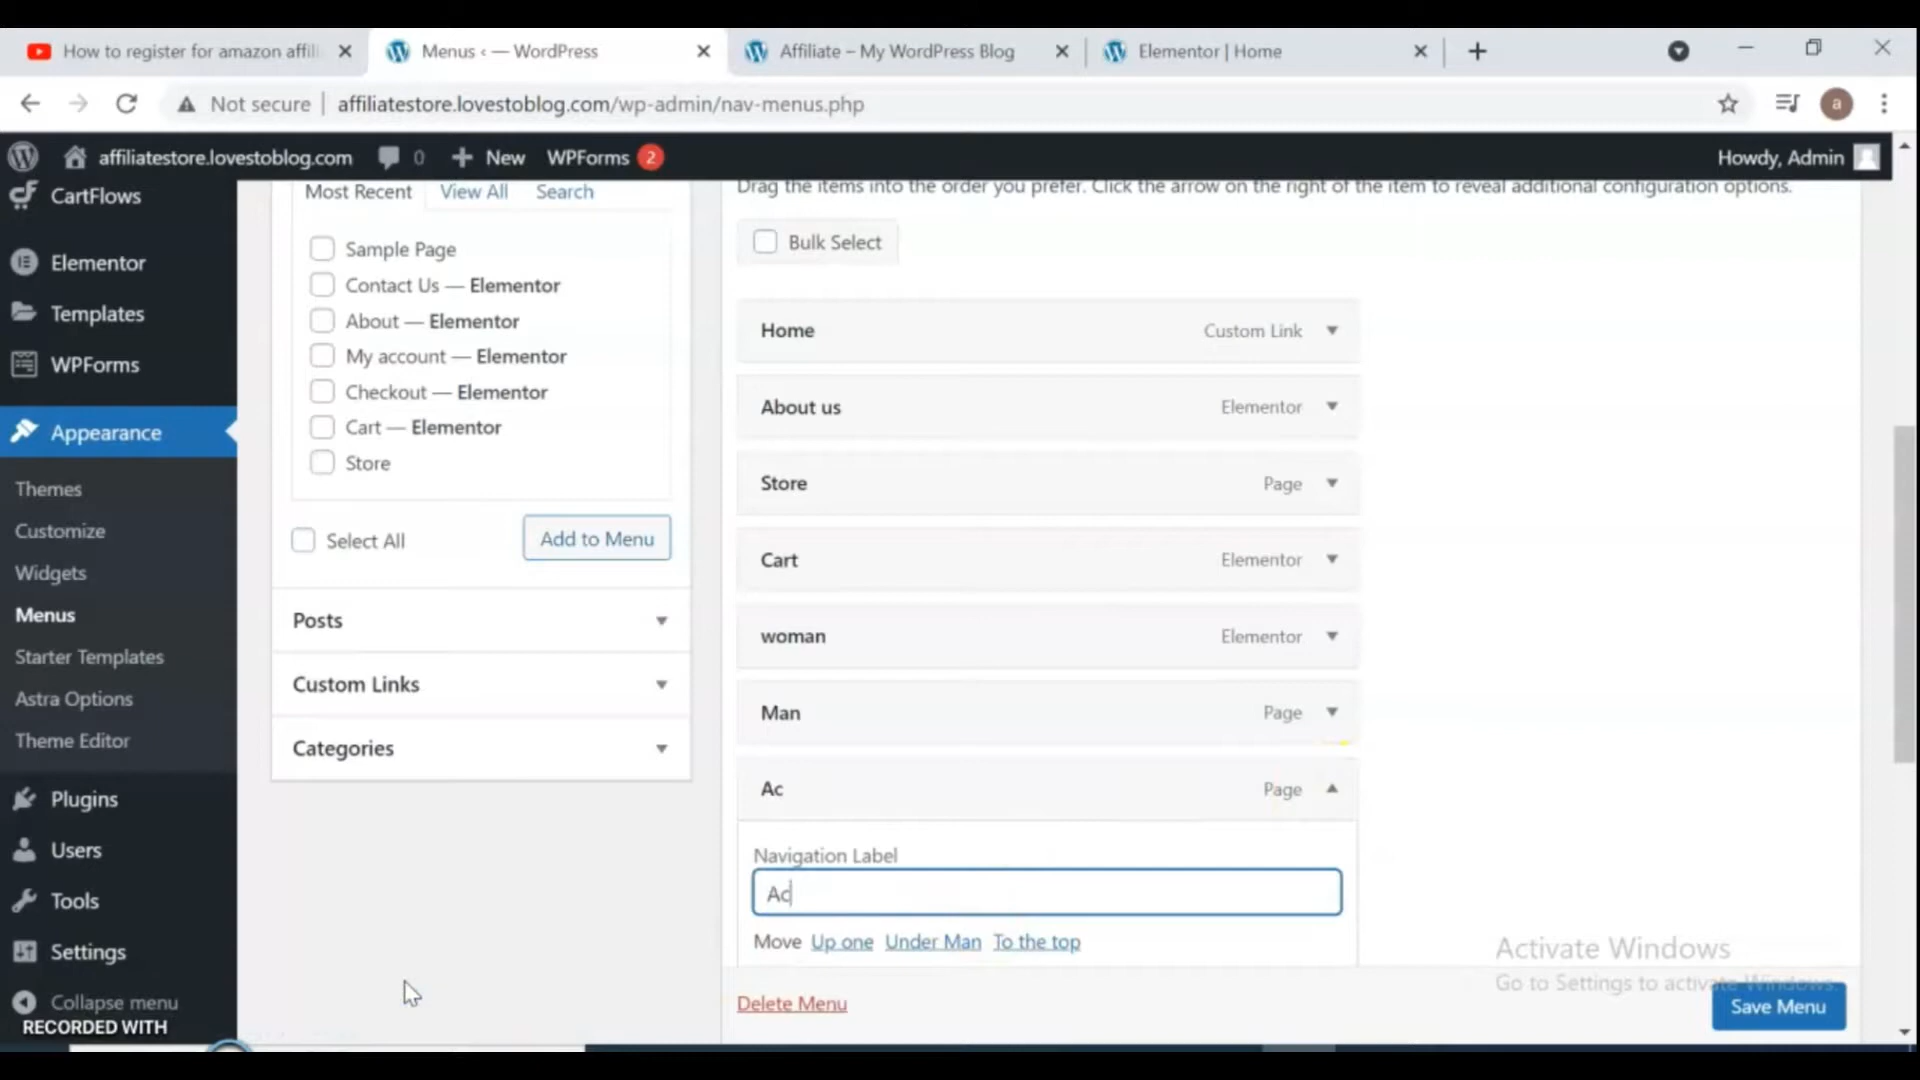 How to register for amazon affili
Menus ‹ — WordPress
Affiliate – My WordPress Blog
Elementor | Home
Not secure
affiliatestore.lovestoblog.com/wp-admin/nav-menus.php
a
affiliatestore.lovestoblog.com
0
New
WPForms
2
Howdy, Admin
CartFlows
Elementor
Templates
WPForms
Appearance
Themes
Customize
Widgets
Menus
Starter Templates
Astra Options
Theme Editor
Plugins
Users
Tools
Settings
Collapse menu
RECORDED WITH
Most Recent
View All
Search
Sample Page
Contact Us — Elementor
About — Elementor
My account — Elementor
Checkout — Elementor
Cart — Elementor
Store
Select All
Add to Menu
Posts
Custom Links
Categories
Drag the items into the order you prefer. Click the arrow on the right of the item to reveal additional configuration options.
Bulk Select
Home Custom Link
About us Elementor
Store Page
Cart Elementor
woman Elementor
Man Page
Ac Page
Navigation Label
Ac
Move Up one Under Man To the top
Delete Menu
Activate Windows
Go to Settings to activate Windows.
Save Menu